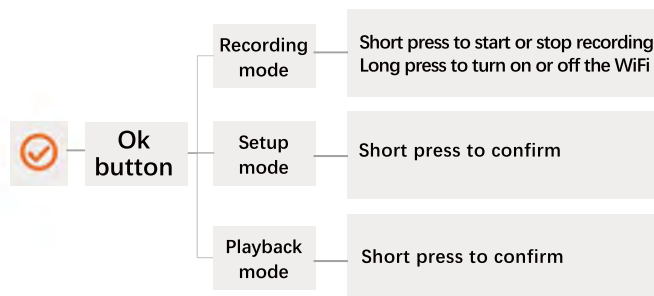 Ok
button
Recording
mode
Short press to start or stop recording
Long press to turn on or off the WiFi
Setup
mode
Short press to confirm
Playback
mode
Short press to confirm